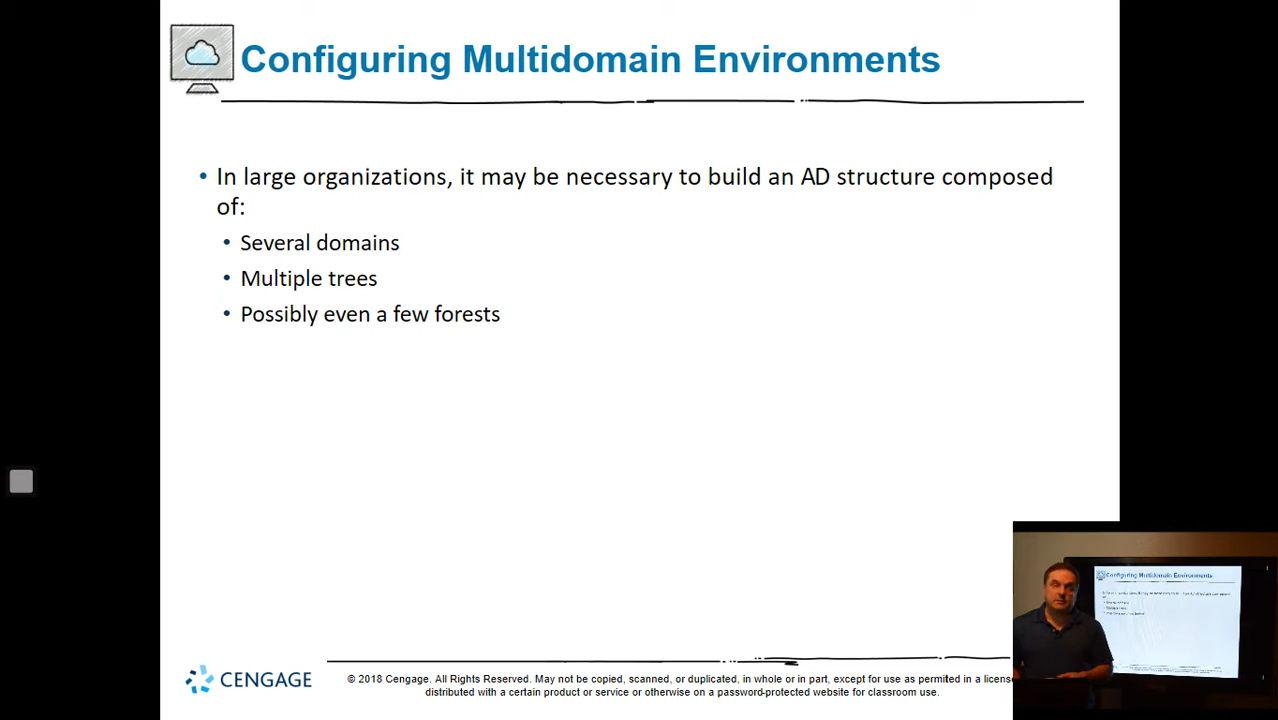 Configuring Multidomain Environments
• In large organizations, it may be necessary to build an AD structure composed
of:
• Several domains
• Multiple trees
• Possibly even a few forests
CENGAGE
© 2018 Cengage. All Rights Reserved. May not be copied, scanned, or duplicated, in whole or in part, except for use as permitted in a license
distributed with a certain product or service or otherwise on a password-protected website for classroom use.
Configuring Multidomain Environments